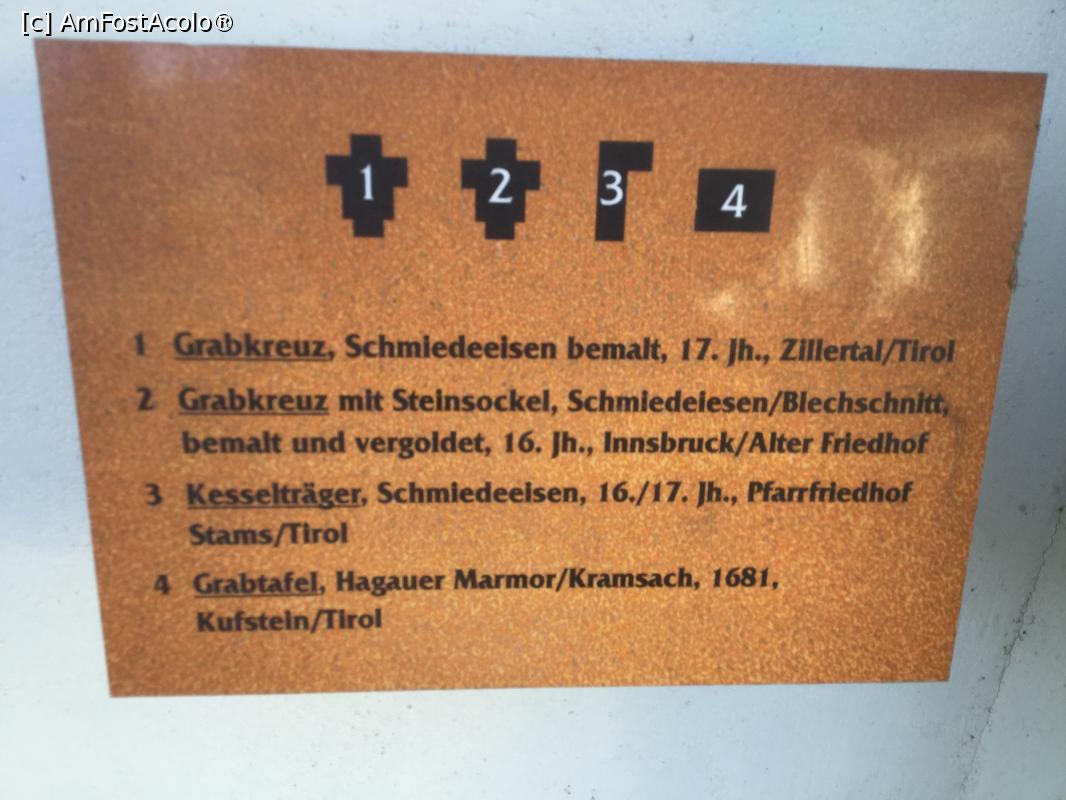 [c] AmFostAcolo®
1 2 3 4
1 Grabkreuz, Schmiedeeisen bemalt, 17. Jh., Zillertal/Tirol
2 Grabkreuz mit Steinsockel, Schmiedeiesen/Blechschnitt,
bemalt und vergoldet, 16. Jh., Innsbruck/Alter Friedhof
3 Kesselträger, Schmiedeeisen, 16./17. Jh., Pfarrfriedhof
Stams/Tirol
4 Grabtafel, Hagauer Marmor/Kramsach, 1681,
Kufstein/Tirol